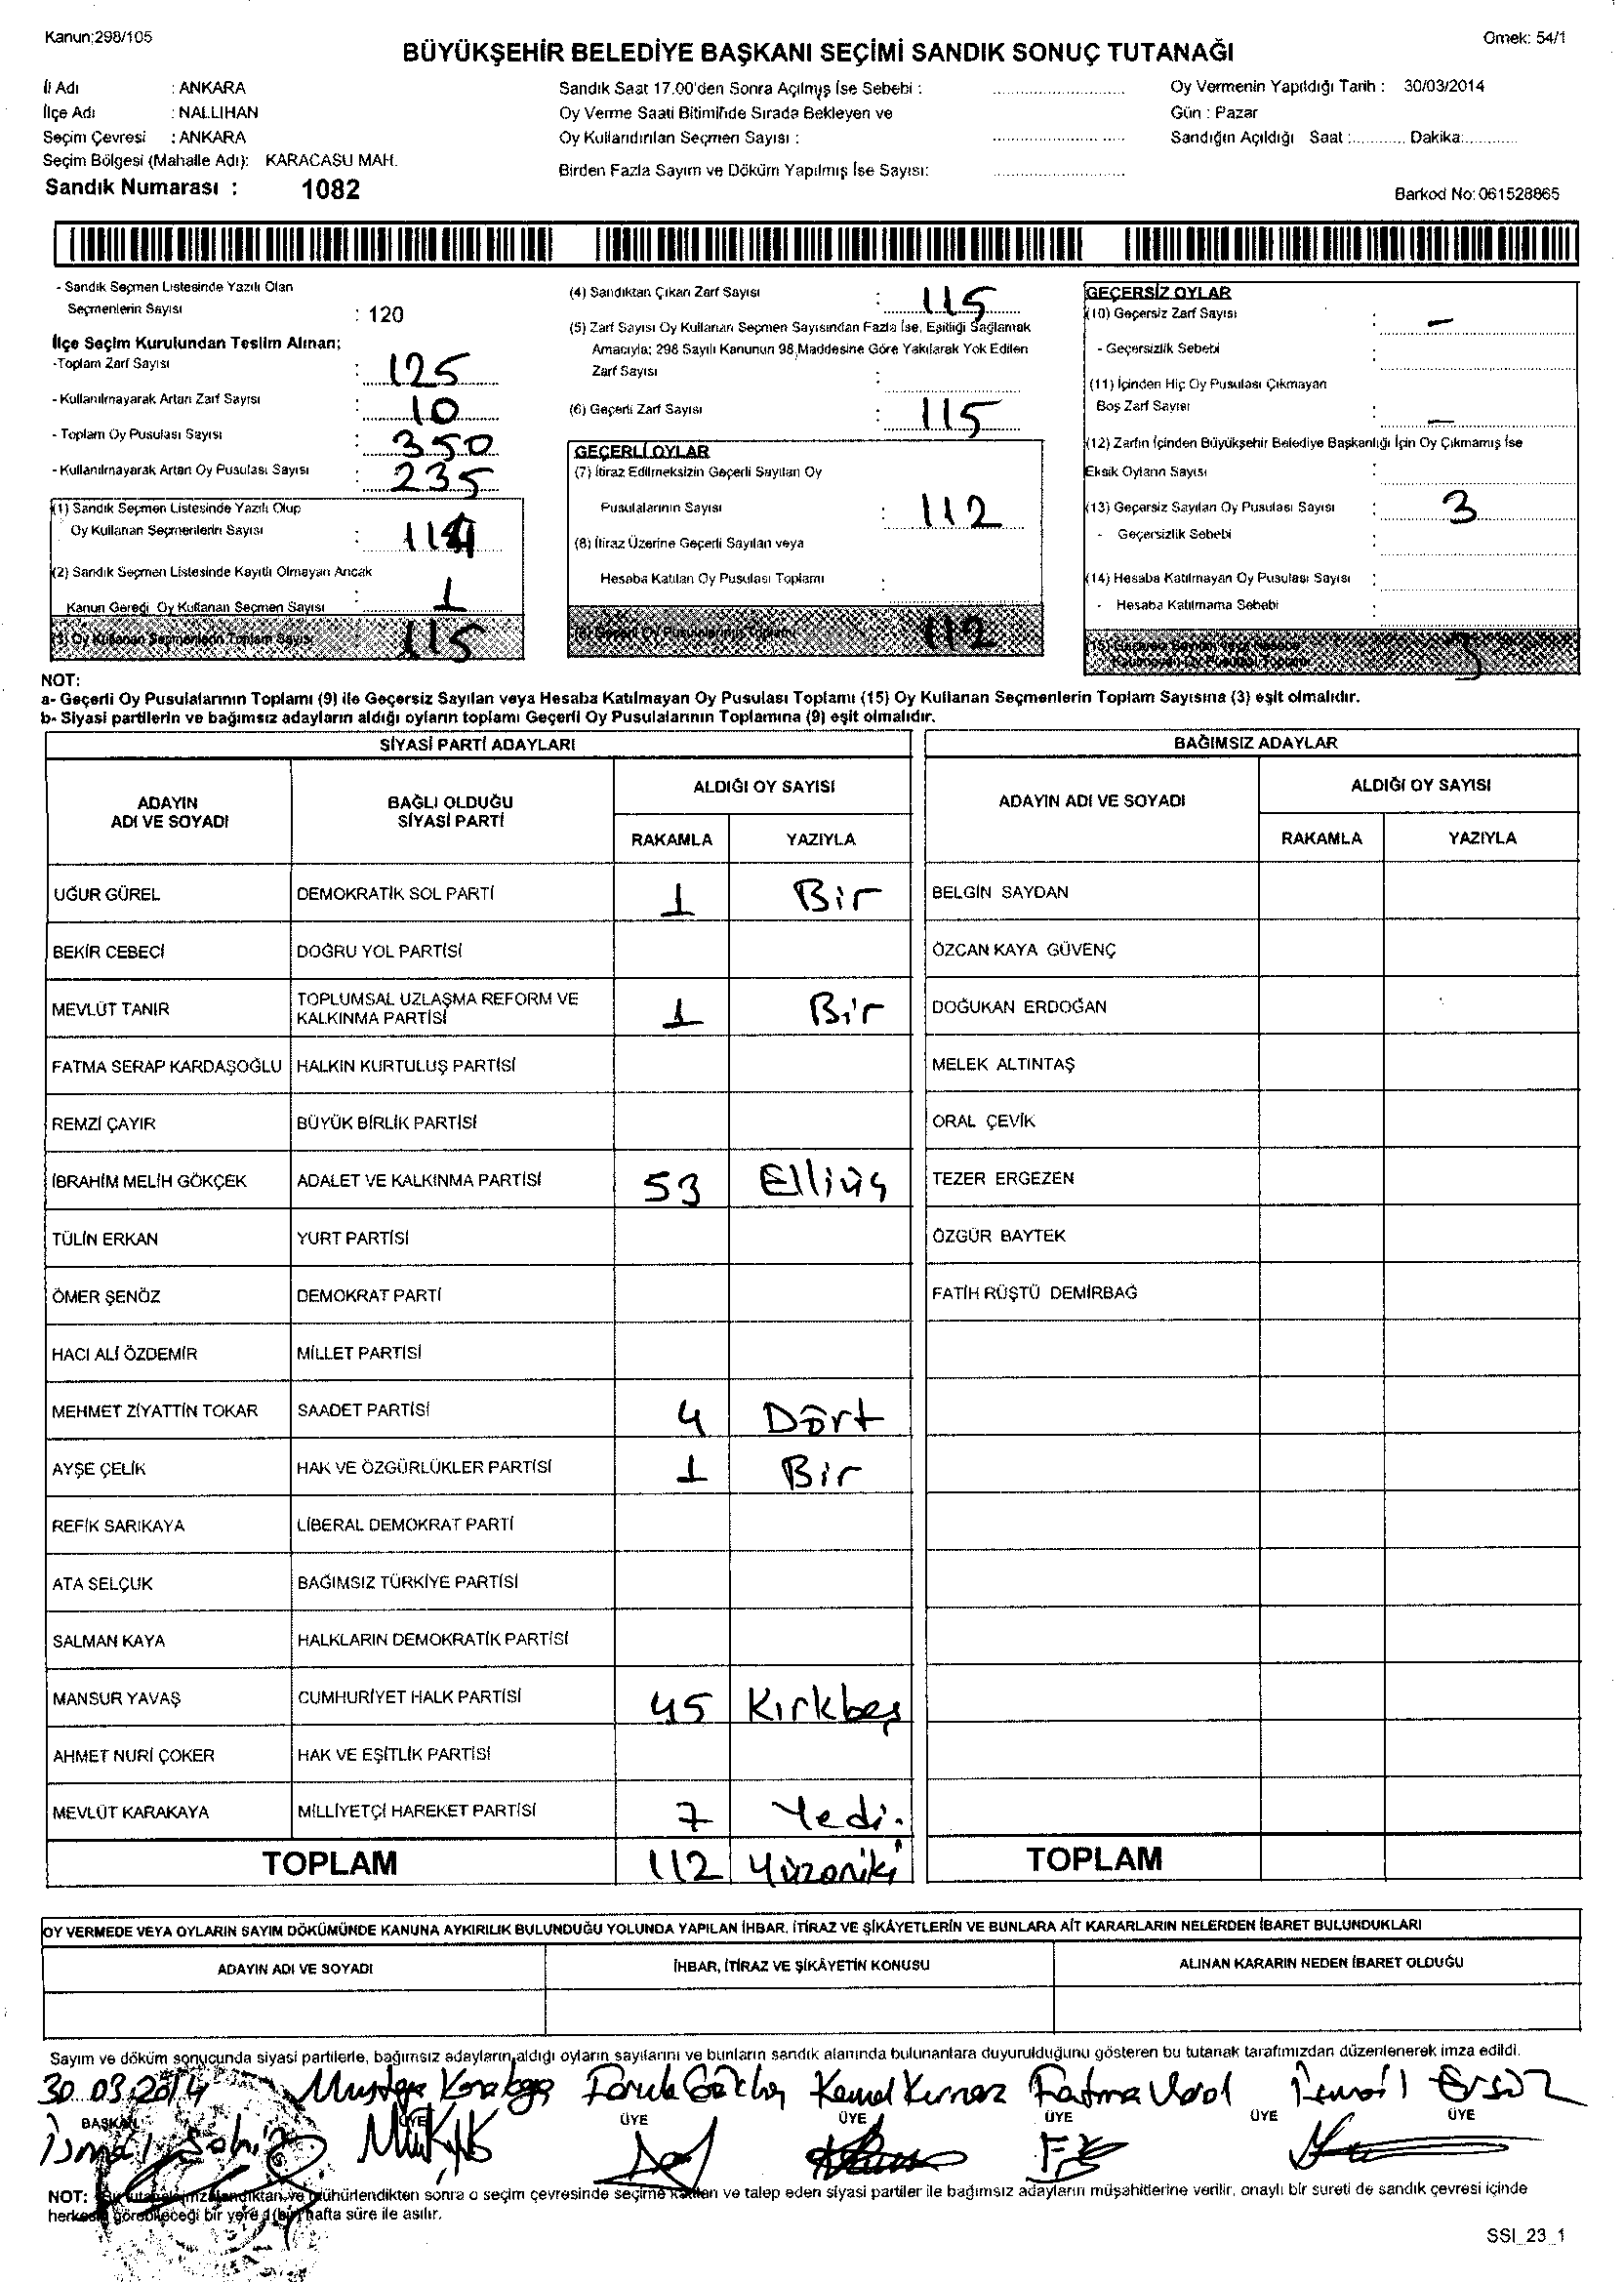 Kanun:298/105
Örnek: 54/1
BÜYÜKŞEHİR BELEDİYE BAŞKANI SEÇİMİ SANDIK SONUÇ TUTANAĞI
İl Adı : ANKARA
İlçe Adı : NALLIHAN
Seçim Çevresi : ANKARA
Seçim Bölgesi (Mahalle Adı): KARACASU MAH.
Sandık Numarası : 1082
Sandık Saat 17.00'den Sonra Açılmış İse Sebebi :
Oy Verme Saati Bitiminde Sırada Bekleyen ve
Oy Kullandırılan Seçmen Sayısı :
Birden Fazla Sayım ve Döküm Yapılmış İse Sayısı:
Oy Vermenin Yapıldığı Tarih : 30/03/2014
Gün : Pazar
Sandığın Açıldığı Saat :............ Dakika:............
Barkod No: 061528865
- Sandık Seçmen Listesinde Yazılı Olan
Seçmenlerin Sayısı : 120
İlçe Seçim Kurulundan Teslim Alınan;
-Toplam Zarf Sayısı : 125
- Kullanılmayarak Artan Zarf Sayısı : 10
- Toplam Oy Pusulası Sayısı : 350
- Kullanılmayarak Artan Oy Pusulası Sayısı : 235
(1) Sandık Seçmen Listesinde Yazılı Olup
Oy Kullanan Seçmenlerin Sayısı : 114
(2) Sandık Seçmen Listesinde Kayıtlı Olmayan Ancak
Kanun Gereği Oy Kullanan Seçmen Sayısı : 1
(3) Oy Kullanan Seçmenlerin Toplam Sayısı 115
(4) Sandıktan Çıkan Zarf Sayısı : 115
(5) Zarf Sayısı Oy Kullanan Seçmen Sayısından Fazla İse, Eşitliği Sağlamak
Amacıyla; 298 Sayılı Kanunun 98.Maddesine Göre Yakılarak Yok Edilen
Zarf Sayısı :
(6) Geçerli Zarf Sayısı : 115
GEÇERLİ OYLAR
(7) İtiraz Edilmeksizin Geçerli Sayılan Oy
Pusulalarının Sayısı : 112
(8) İtiraz Üzerine Geçerli Sayılan veya
Hesaba Katılan Oy Pusulası Toplamı :
(9) Geçerli Oy Pusulalarının Toplamı 112
GEÇERSİZ OYLAR
(10) Geçersiz Zarf Sayısı : –
- Geçersizlik Sebebi
(11) İçinden Hiç Oy Pusulası Çıkmayan
Boş Zarf Sayısı : –
(12) Zarfın İçinden Büyükşehir Belediye Başkanlığı İçin Oy Çıkmamış İse
Eksik Oyların Sayısı :
(13) Geçersiz Sayılan Oy Pusulası Sayısı : 3
- Geçersizlik Sebebi
(14) Hesaba Katılmayan Oy Pusulası Sayısı :
- Hesaba Katılmama Sebebi :
(15) Geçersiz Sayılan veya Hesaba
Katılmayan Oy Pusulası Toplamı 3
NOT:
a- Geçerli Oy Pusulalarının Toplamı (9) ile Geçersiz Sayılan veya Hesaba Katılmayan Oy Pusulası Toplamı (15) Oy Kullanan Seçmenlerin Toplam Sayısına (3) eşit olmalıdır.
b- Siyasi partilerin ve bağımsız adayların aldığı oyların toplamı Geçerli Oy Pusulalarının Toplamına (9) eşit olmalıdır.
SİYASİ PARTİ ADAYLARI
ADAYIN ADI VE SOYADI BAĞLI OLDUĞU SİYASİ PARTİ ALDIĞI OY SAYISI
RAKAMLA YAZIYLA
UĞUR GÜREL DEMOKRATİK SOL PARTİ 1 Bir
BEKİR CEBECİ DOĞRU YOL PARTİSİ
MEVLÜT TANIR TOPLUMSAL UZLAŞMA REFORM VE KALKINMA PARTİSİ 1 Bir
FATMA SERAP KARDAŞOĞLU HALKIN KURTULUŞ PARTİSİ
REMZİ ÇAYIR BÜYÜK BİRLİK PARTİSİ
İBRAHİM MELİH GÖKÇEK ADALET VE KALKINMA PARTİSİ 53 Elliüç
TÜLİN ERKAN YURT PARTİSİ
ÖMER ŞENÖZ DEMOKRAT PARTİ
HACI ALİ ÖZDEMİR MİLLET PARTİSİ
MEHMET ZİYATTİN TOKAR SAADET PARTİSİ 4 Dört
AYŞE ÇELİK HAK VE ÖZGÜRLÜKLER PARTİSİ 1 Bir
REFİK SARIKAYA LİBERAL DEMOKRAT PARTİ
ATA SELÇUK BAĞIMSIZ TÜRKİYE PARTİSİ
SALMAN KAYA HALKLARIN DEMOKRATİK PARTİSİ
MANSUR YAVAŞ CUMHURİYET HALK PARTİSİ 45 Kırkbeş
AHMET NURİ ÇOKER HAK VE EŞİTLİK PARTİSİ
MEVLÜT KARAKAYA MİLLİYETÇİ HAREKET PARTİSİ 7 Yedi.
TOPLAM 112 Yüzoniki
BAĞIMSIZ ADAYLAR
ADAYIN ADI VE SOYADI ALDIĞI OY SAYISI
RAKAMLA YAZIYLA
BELGİN SAYDAN
ÖZCAN KAYA GÜVENÇ
DOĞUKAN ERDOĞAN
MELEK ALTINTAŞ
ORAL ÇEVİK
TEZER ERGEZEN
ÖZGÜR BAYTEK
FATİH RÜŞTÜ DEMİRBAĞ
TOPLAM
OY VERMEDE VEYA OYLARIN SAYIM DÖKÜMÜNDE KANUNA AYKIRILIK BULUNDUĞU YOLUNDA YAPILAN İHBAR, İTİRAZ VE ŞİKÂYETLERİN VE BUNLARA AİT KARARLARIN NELERDEN İBARET BULUNDUKLARI
ADAYIN ADI VE SOYADI İHBAR, İTİRAZ VE ŞİKÂYETİN KONUSU ALINAN KARARIN NEDEN İBARET OLDUĞU
Sayım ve döküm sonucunda siyasi partilerle, bağımsız adayların aldığı oyların sayılarını ve bunların sandık alanında bulunanlara duyurulduğunu gösteren bu tutanak tarafımızdan düzenlenerek imza edildi.
30.03.2014 Mustafa Faruk Kemal Fatma İsmail
BAŞKAN ÜYE ÜYE ÜYE ÜYE ÜYE ÜYE
İsmail Şahin
NOT: Bu tutanak imzalandıktan ve mühürlendikten sonra o seçim çevresinde seçime katılan ve talep eden siyasi partiler ile bağımsız adayların müşahitlerine verilir, onaylı bir sureti de sandık çevresi içinde
herkesin görebileceği bir yere 1 (bir) hafta süre ile asılır.
SSI_23_1